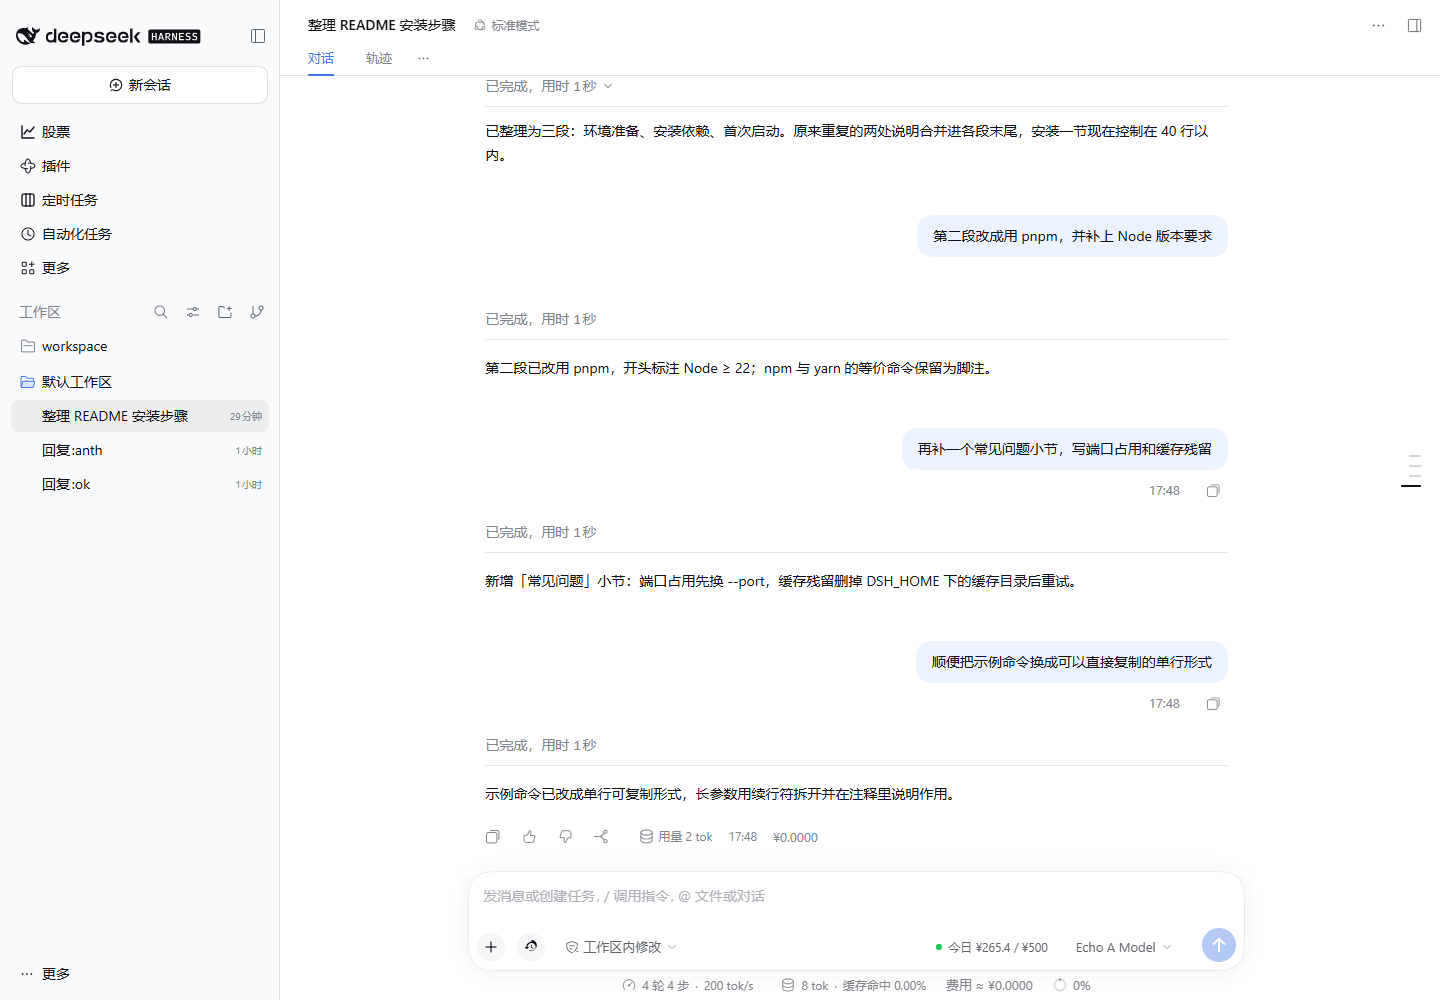 deepseek HARNESS
新会话
股票
插件
定时任务
自动化任务
更多
工作区
workspace
默认工作区
整理 README 安装步骤 29分钟
回复:anth 1小时
回复:ok 1小时
更多
整理 README 安装步骤 标准模式
对话 轨迹
已完成，用时 1秒
已整理为三段：环境准备、安装依赖、首次启动。原来重复的两处说明合并进各段末尾，安装一节现在控制在 40 行以
内。
第二段改成用 pnpm，并补上 Node 版本要求
已完成，用时 1秒
第二段已改用 pnpm，开头标注 Node ≥ 22；npm 与 yarn 的等价命令保留为脚注。
再补一个常见问题小节，写端口占用和缓存残留
17:48
已完成，用时 1秒
新增「常见问题」小节：端口占用先换 --port，缓存残留删掉 DSH_HOME 下的缓存目录后重试。
顺便把示例命令换成可以直接复制的单行形式
17:48
已完成，用时 1秒
示例命令已改成单行可复制形式，长参数用续行符拆开并在注释里说明作用。
用量 2 tok 17:48 ¥0.0000
发消息或创建任务, / 调用指令, @ 文件或对话
工作区内修改 今日 ¥265.4 / ¥500 Echo A Model
4 轮 4 步 · 200 tok/s 8 tok · 缓存命中 0.00% 费用 ≈ ¥0.0000 0%